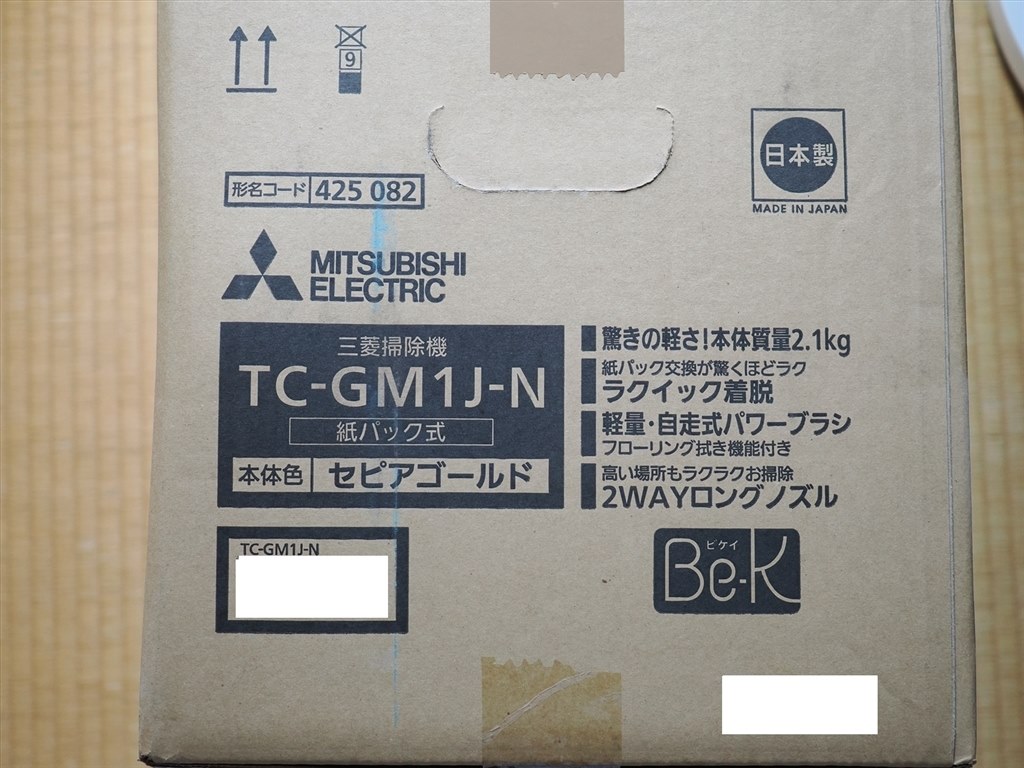 9
日本製
MADE IN JAPAN
形名コード 425 082
MITSUBISHI
ELECTRIC
三菱掃除機
TC-GM1J-N
紙パック式
本体色 セピアゴールド
驚きの軽さ!本体質量2.1kg
紙パック交換が驚くほどラク
ラクイック着脱
軽量・自走式パワーブラシ
フローリング拭き機能付き
高い場所もラクラクお掃除
2WAYロングノズル
TC-GM1J-N
ビケイ
Be-K